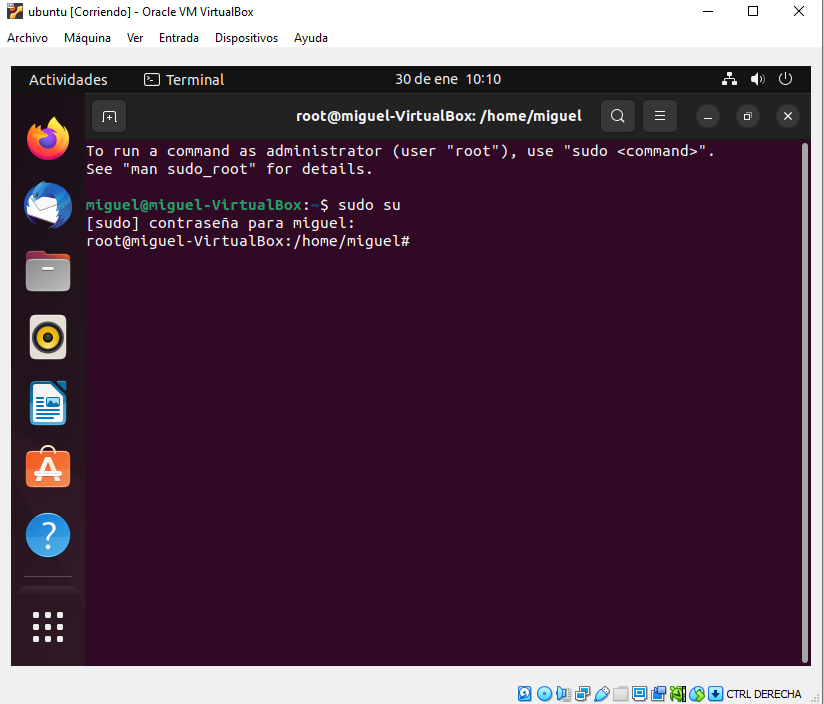 ubuntu [Corriendo] - Oracle VM VirtualBox
Archivo Máquina Ver Entrada Dispositivos Ayuda
Actividades Terminal 30 de ene 10:10
root@miguel-VirtualBox: /home/miguel
To run a command as administrator (user "root"), use "sudo <command>".
See "man sudo_root" for details.
miguel@miguel-VirtualBox:~$ sudo su
[sudo] contraseña para miguel:
root@miguel-VirtualBox:/home/miguel#
CTRL DERECHA